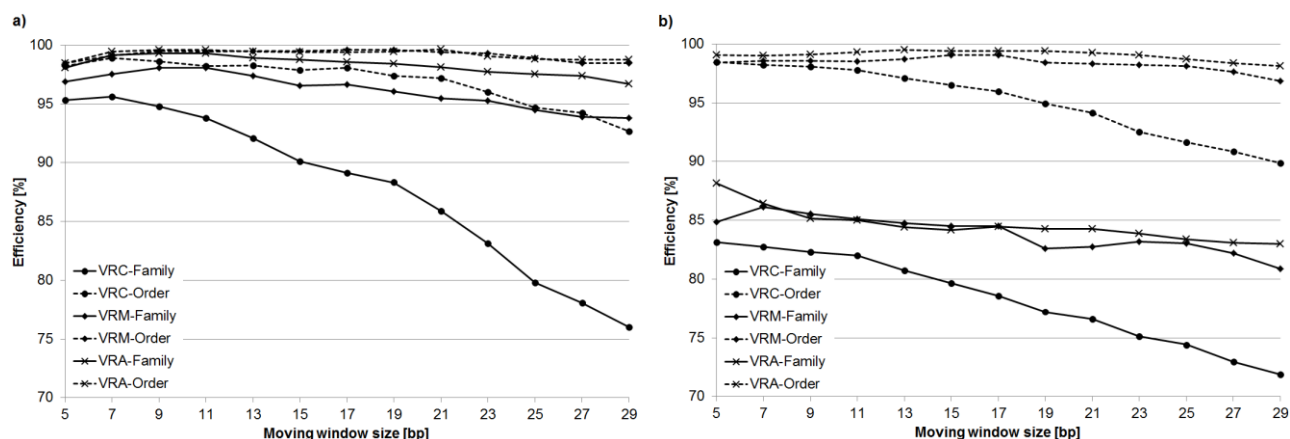 a)
100
95
90
85
80
75
70
Efficiency [%]
VRC-Family
VRC-Order
VRM-Family
VRM-Order
VRA-Family
VRA-Order
5 7 9 11 13 15 17 19 21 23 25 27 29
Moving window size [bp]
b)
100
95
90
85
80
75
70
Efficiency [%]
VRC-Family
VRC-Order
VRM-Family
VRM-Order
VRA-Family
VRA-Order
5 7 9 11 13 15 17 19 21 23 25 27 29
Moving window size [bp]